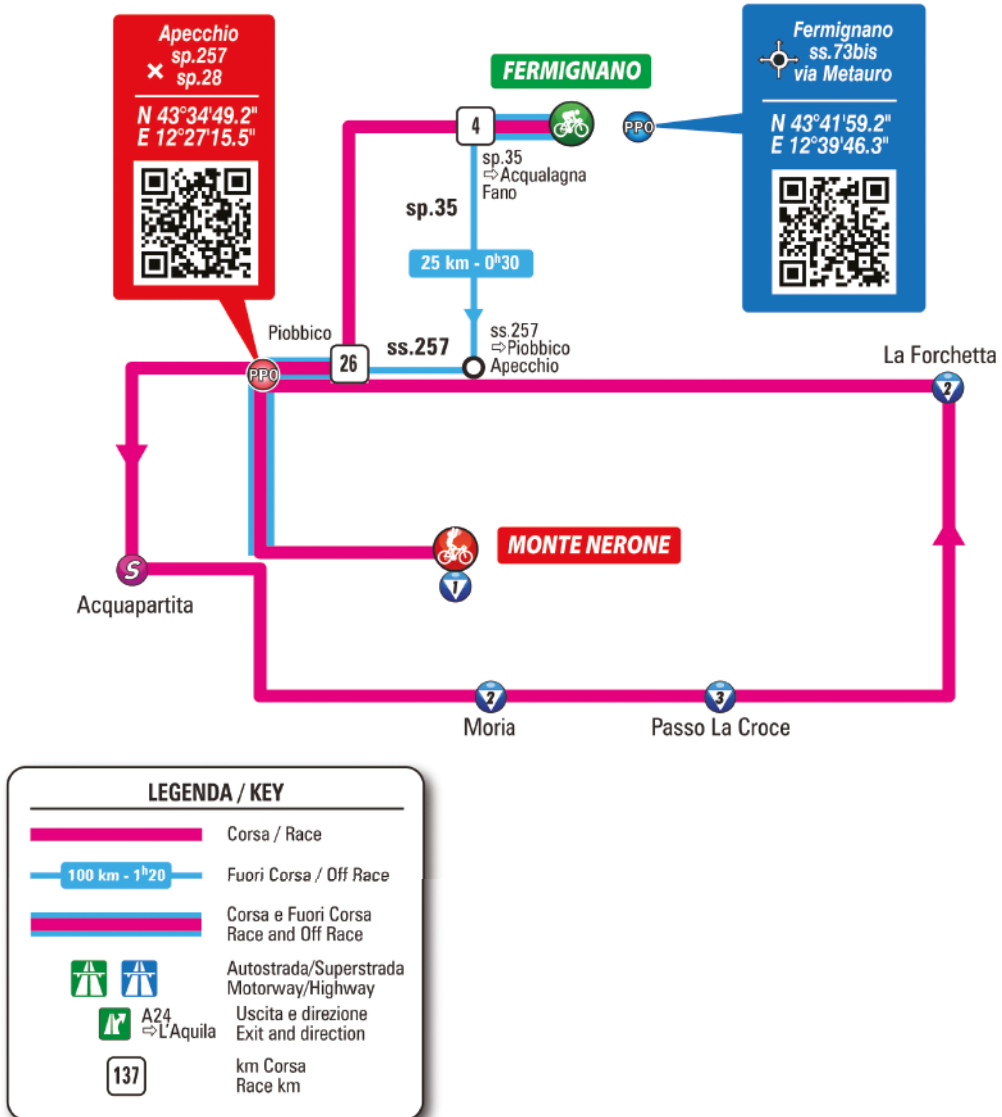 Apecchio
sp.257
sp.28
N 43°34'49.2"
E 12°27'15.5"
FERMIGNANO
4
PPO
Fermignano
ss.73bis
via Metauro
N 43°41'59.2"
E 12°39'46.3"
sp.35
⇨Acqualagna
Fano
sp.35
25 km - 0h30
Piobbico
26
ss.257
ss.257
⇨Piobbico
Apecchio
PPO
La Forchetta
2
MONTE NERONE
1
S
Acquapartita
2
Moria
3
Passo La Croce
LEGENDA / KEY
Corsa / Race
100 km - 1h20
Fuori Corsa / Off Race
Corsa e Fuori Corsa
Race and Off Race
Autostrada/Superstrada
Motorway/Highway
A24
⇨L'Aquila
Uscita e direzione
Exit and direction
137
km Corsa
Race km